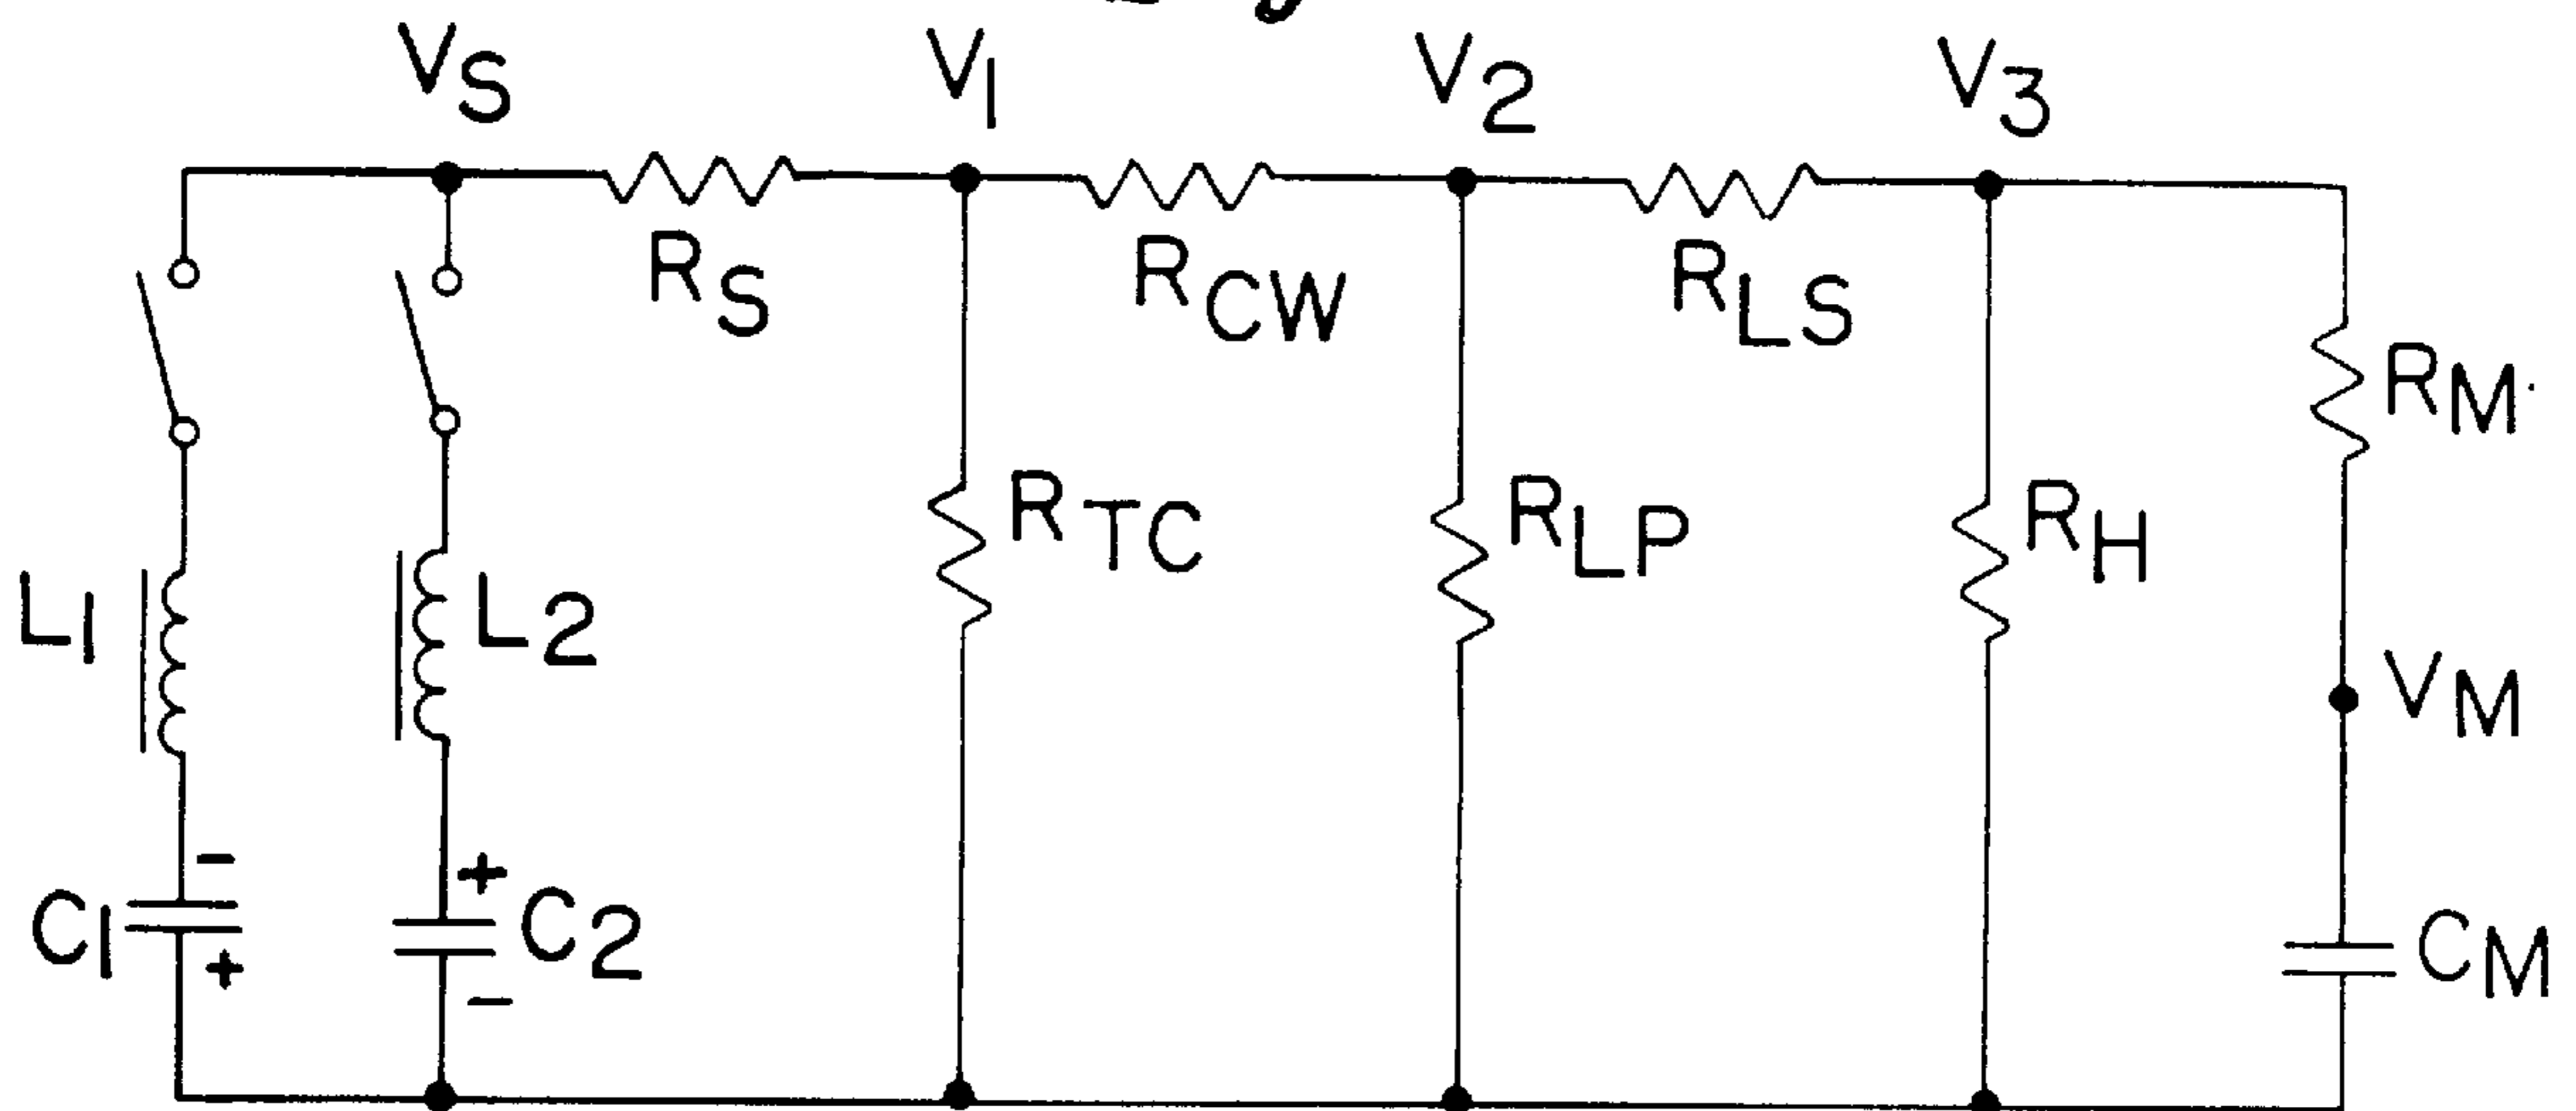 VS V1 V2 V3
RS RCW RLS
RM
RTC RLP RH
L1 L2
VM
- +
C1 C2 CM
+ -